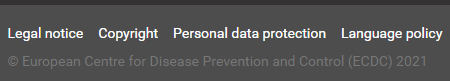 Legal notice Copyright Personal data protection Language policy
© European Centre for Disease Prevention and Control (ECDC) 2021